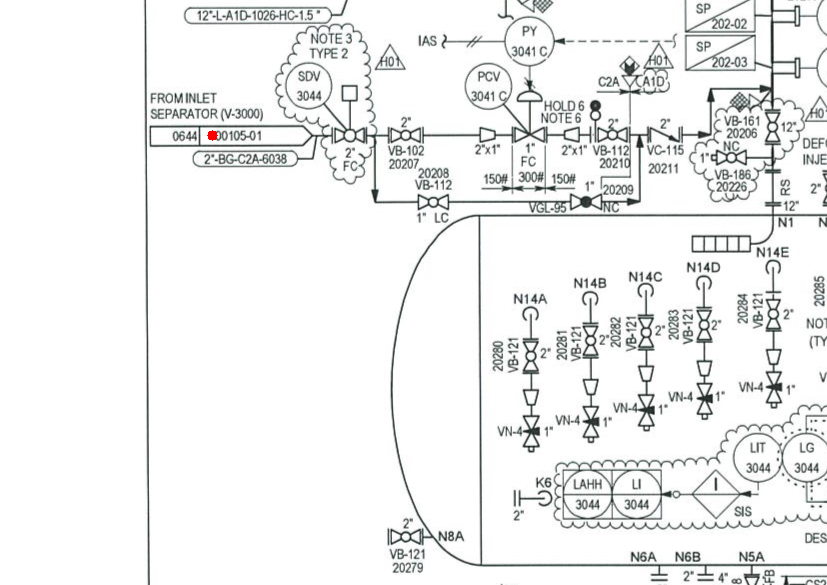 12"-L-A1D-1026-HC-1.5"
NOTE 3
TYPE 2
H01
SDV
3044
IAS
PY
3041 C
PCV
3041 C
H01
C2A
A1D
SP
202-02
SP
202-03
HOLD 6
NOTE 6
FROM INLET
SEPARATOR (V-3000)
0644
00105-01
2"-BG-C2A-6038
2"
FC
2"
VB-102
20207
2"x1"
1"
FC
2"x1"
2"
VB-112
20210
2"
VC-115
20211
150#
300#
150#
20208
VB-112
1" LC
1"
20209
VGL-95
NC
VB-161
20206
12"
H01
NC
1"
VB-186
20226
RS
12"
N1
2"
N14A
N14B
N14C
N14D
N14E
20280
VB-121
2"
20281
VB-121
2"
20282
VB-121
2"
20283
VB-121
2"
20284
VB-121
2"
20285
VN-4
1"
VN-4
1"
VN-4
1"
VN-4
1"
VN-4
1"
LIT
3044
LG
3044
K6
2"
LAHH
3044
LI
3044
I
SIS
2"
N8A
VB-121
20279
N6A
N6B
N5A
2"
4"